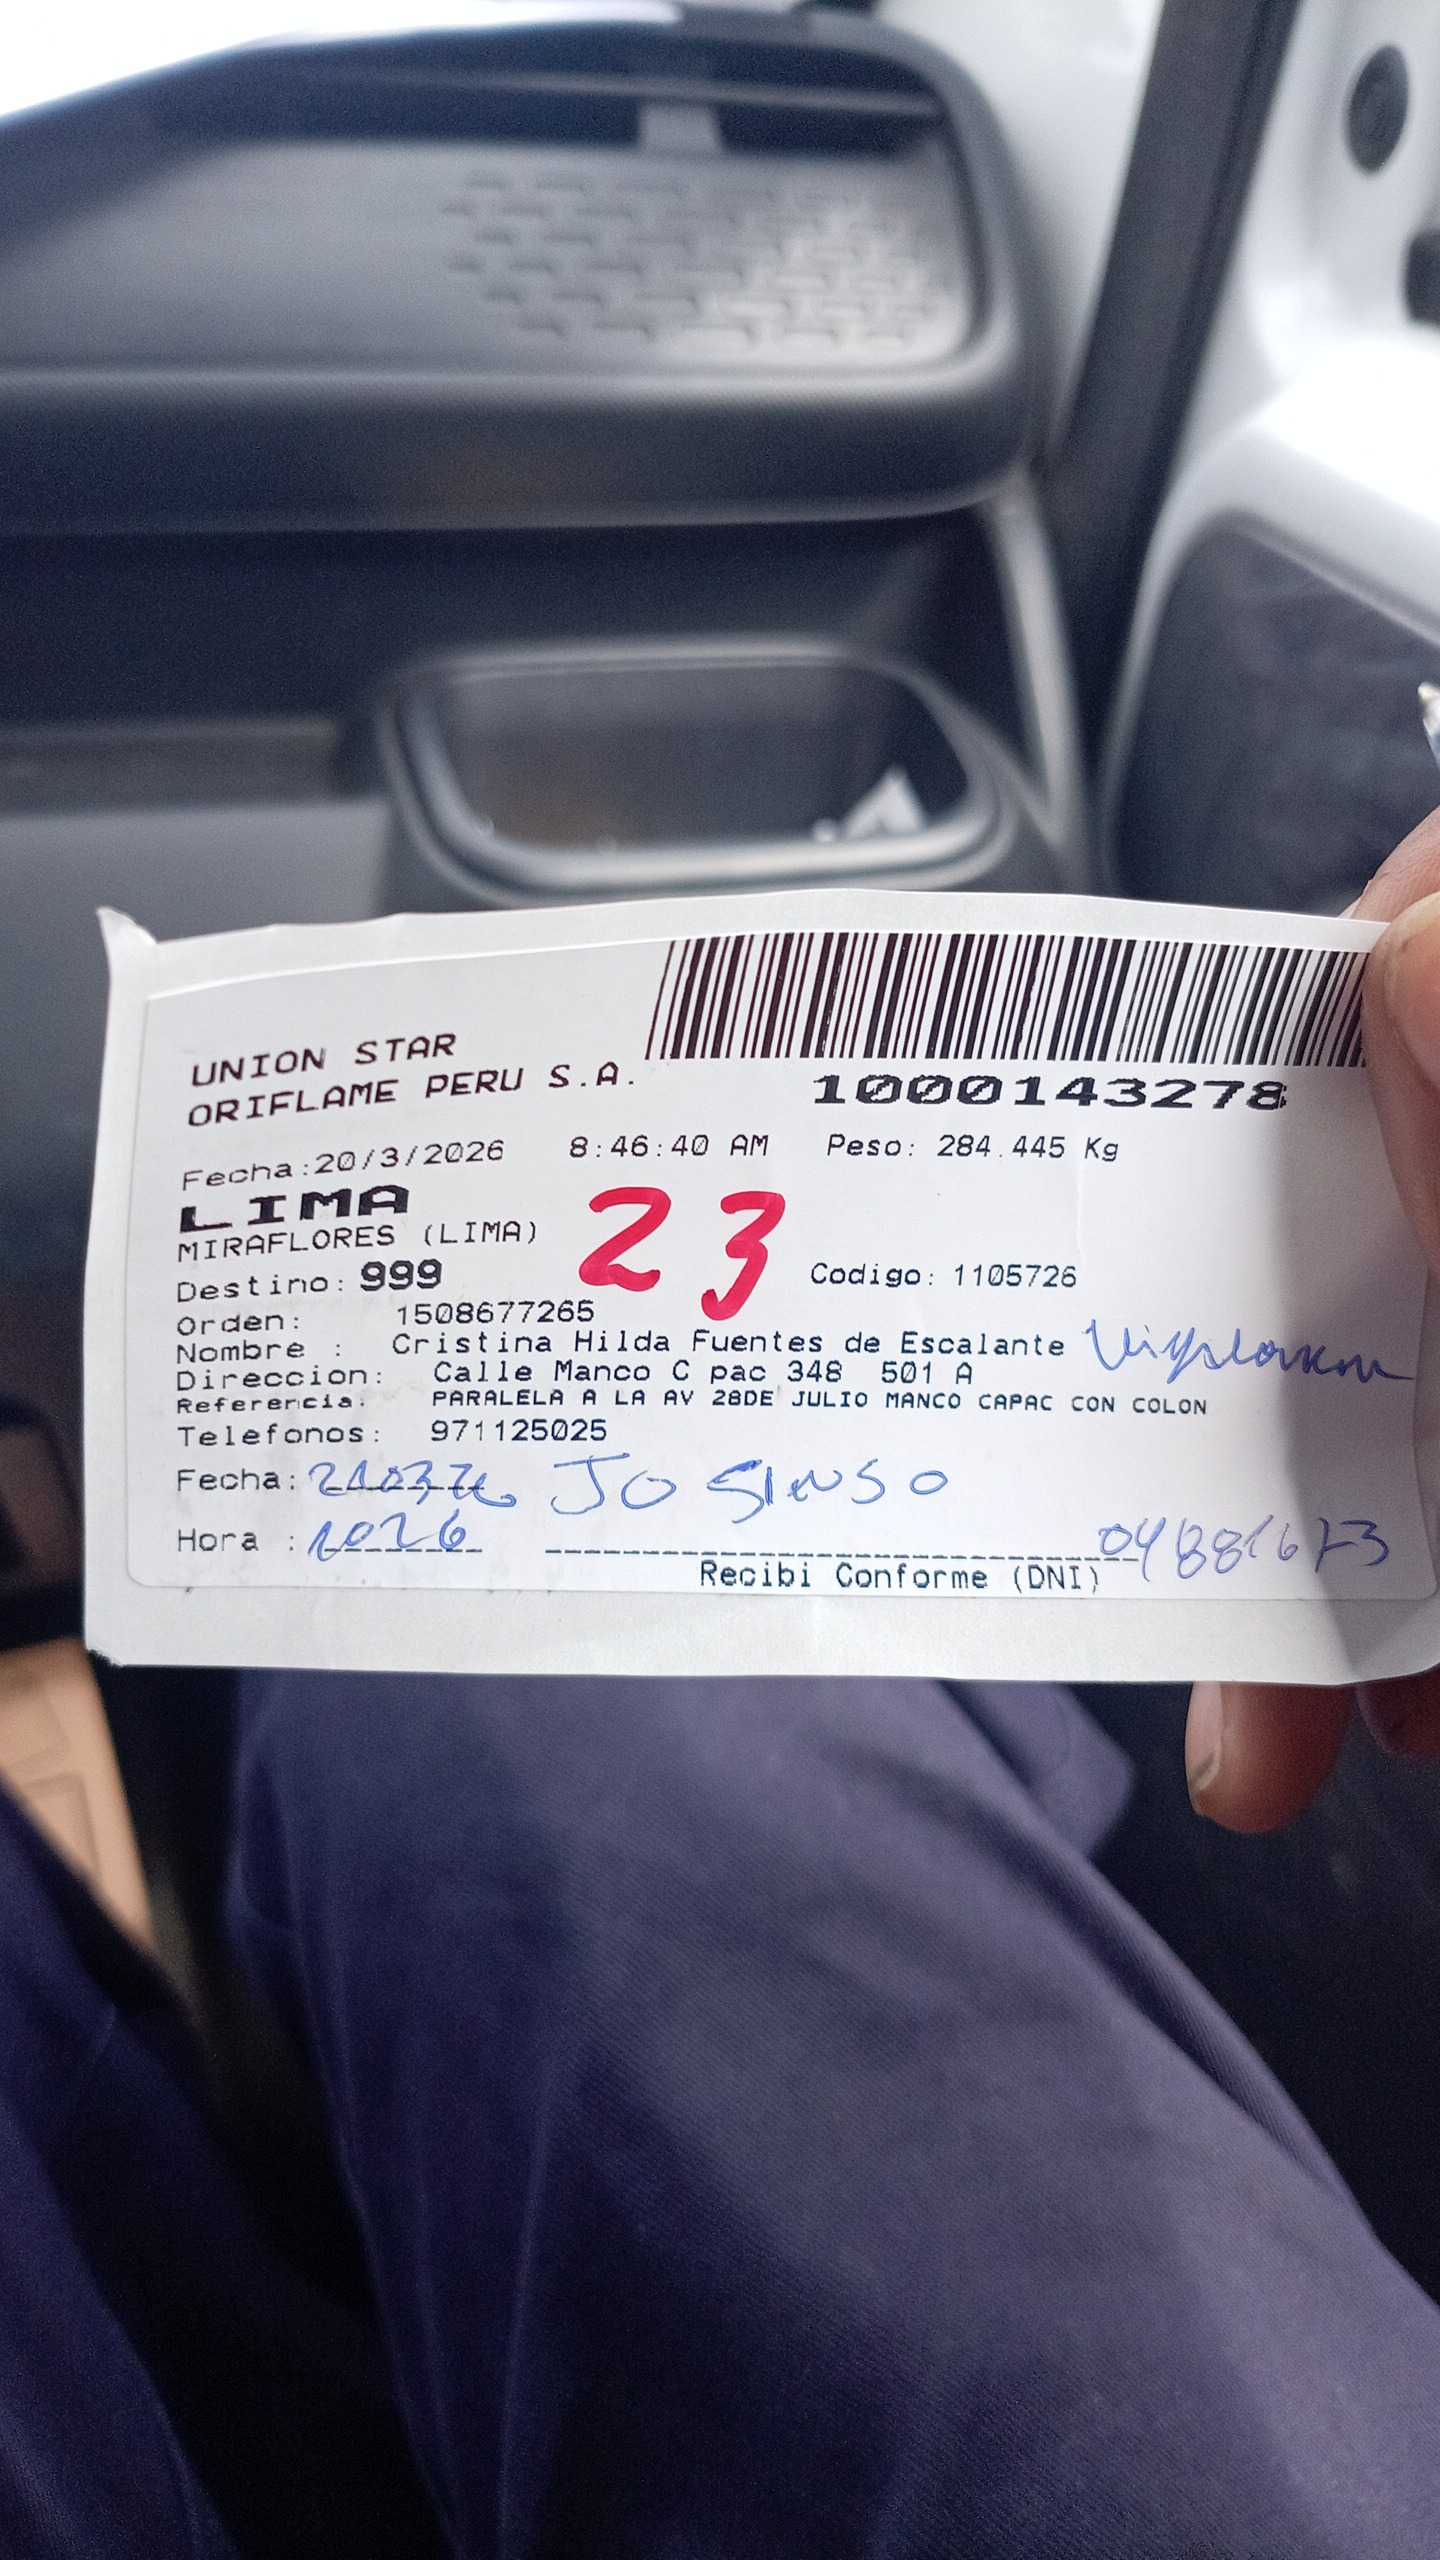 UNION STAR
ORIFLAME PERU S.A.
1000143278
Fecha:20/3/2026 8:46:40 AM Peso: 284.445 Kg
LIMA
MIRAFLORES (LIMA)
23
Destino: 999 Codigo: 1105726
Orden: 1508677265
Nombre : Cristina Hilda Fuentes de Escalante
Direccion: Calle Manco C pac 348 501 A
Referencia: PARALELA A LA AV 28DE JULIO MANCO CAPAC CON COLON
Telefonos: 971125025
Fecha:
Hora : 1026
Recibi Conforme (DNI)